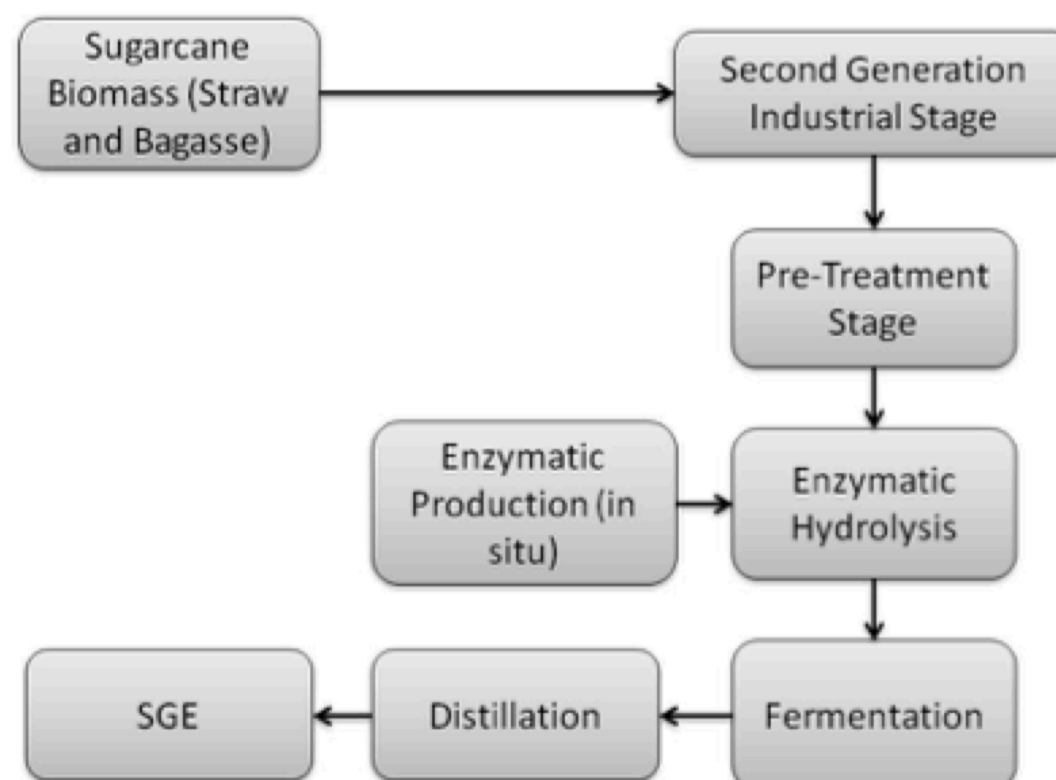 Sugarcane
Biomass (Straw
and Bagasse)
Second Generation
Industrial Stage
Pre-Treatment
Stage
Enzymatic
Production (in
situ)
Enzymatic
Hydrolysis
SGE
Distillation
Fermentation